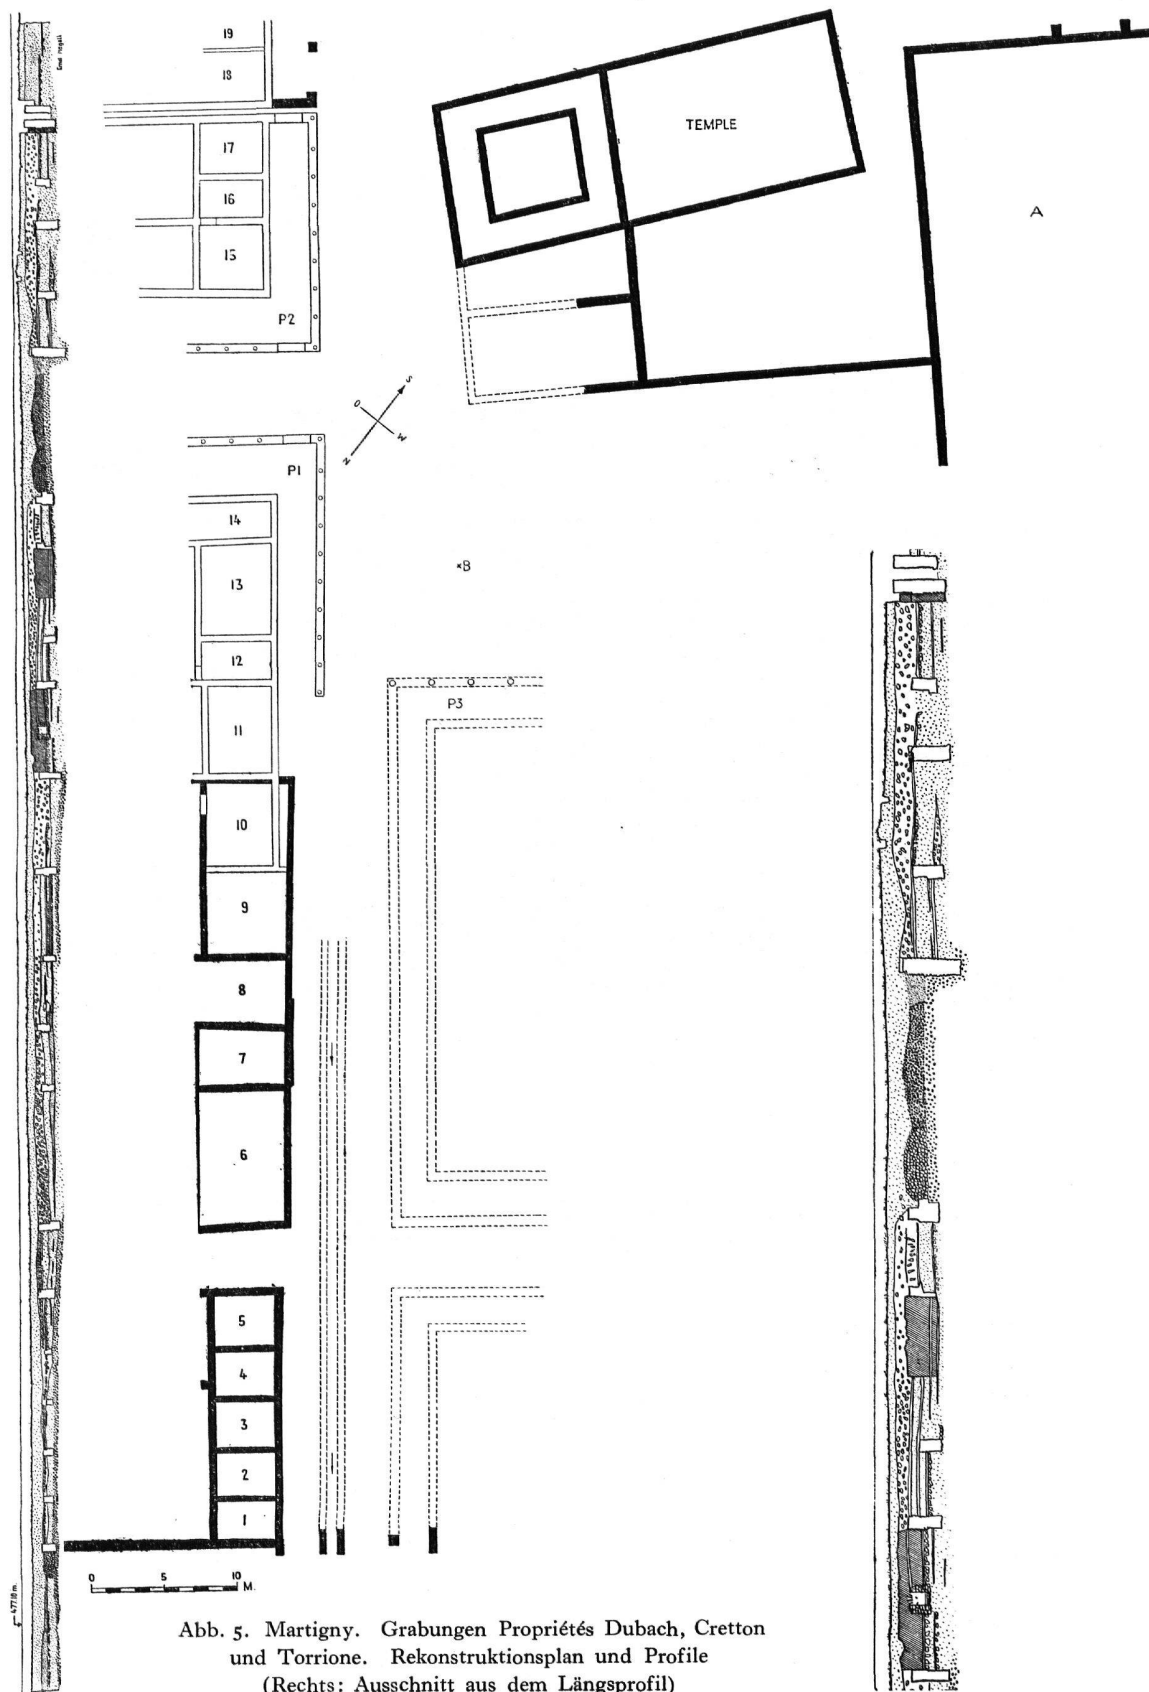 19
18
17
16
15
P2
TEMPLE
A
S
O
W
N
P1
14
13
×B
12
P3
11
10
9
8
7
6
5
4
3
2
1
0 5 10 M.
477.18 m.
Abb. 5. Martigny. Grabungen Propriétés Dubach, Cretton
und Torrione. Rekonstruktionsplan und Profile
(Rechts: Ausschnitt aus dem Längsprofil)